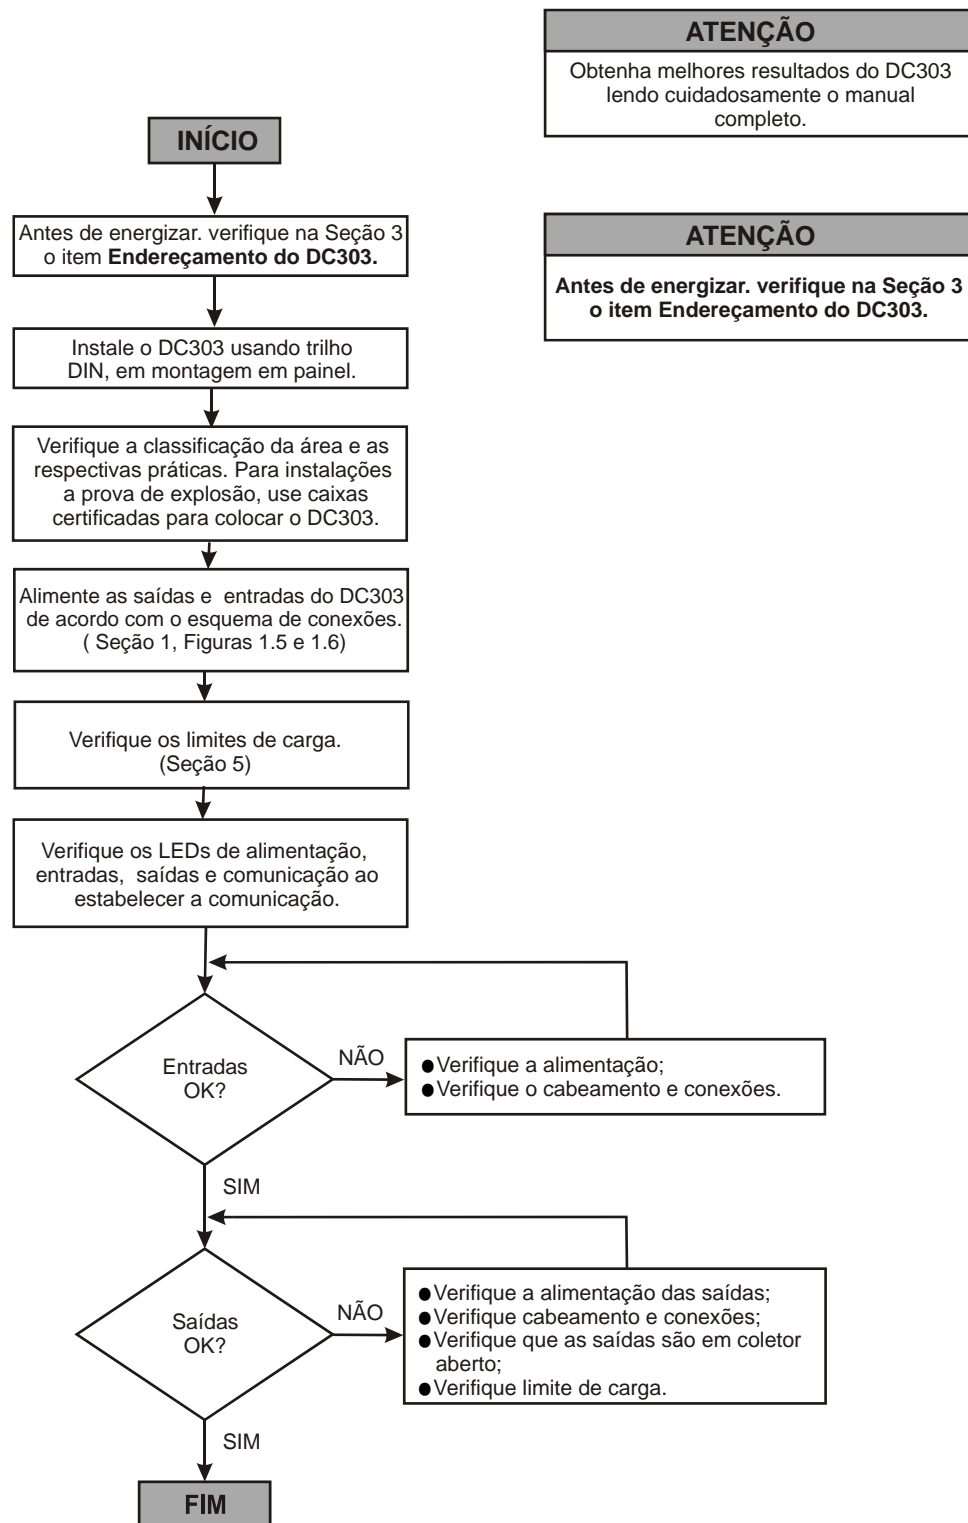 ATENÇÃO
Obtenha melhores resultados do DC303
lendo cuidadosamente o manual
completo.
INÍCIO
Antes de energizar. verifique na Seção 3
o item Endereçamento do DC303.
ATENÇÃO
Antes de energizar. verifique na Seção 3
o item Endereçamento do DC303.
Instale o DC303 usando trilho
DIN, em montagem em painel.
Verifique a classificação da área e as
respectivas práticas. Para instalações
a prova de explosão, use caixas
certificadas para colocar o DC303.
Alimente as saídas e entradas do DC303
de acordo com o esquema de conexões.
( Seção 1, Figuras 1.5 e 1.6)
Verifique os limites de carga.
(Seção 5)
Verifique os LEDs de alimentação,
entradas, saídas e comunicação ao
estabelecer a comunicação.
Entradas
OK?
NÃO
●Verifique a alimentação;
●Verifique o cabeamento e conexões.
SIM
Saídas
OK?
NÃO
●Verifique a alimentação das saídas;
●Verifique cabeamento e conexões;
●Verifique que as saídas são em coletor
aberto;
●Verifique limite de carga.
SIM
FIM